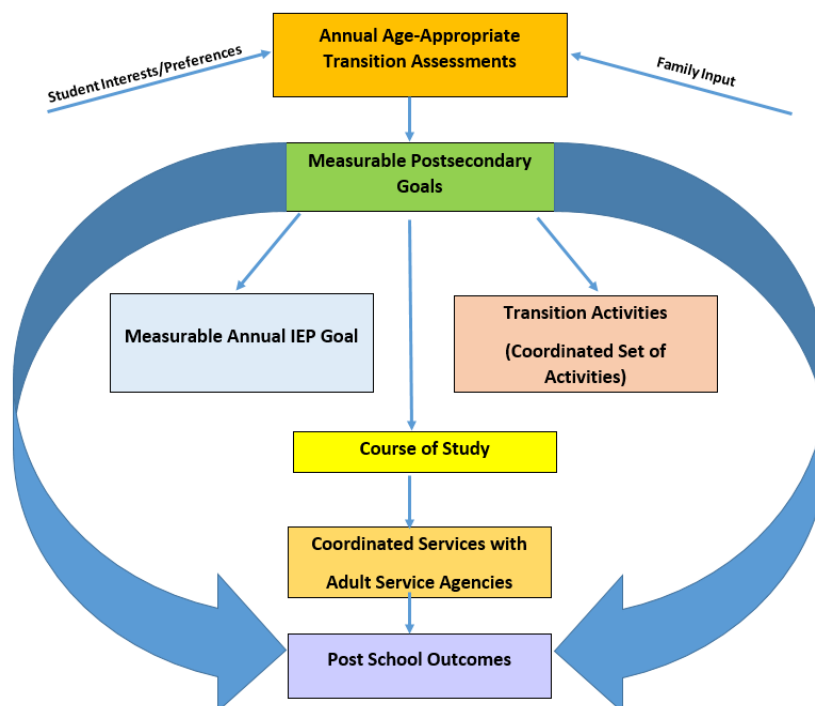 Annual Age-Appropriate
Transition Assessments
Student Interests/Preferences
Family Input
Measurable Postsecondary
Goals
Measurable Annual IEP Goal
Transition Activities
(Coordinated Set of
Activities)
Course of Study
Coordinated Services with
Adult Service Agencies
Post School Outcomes